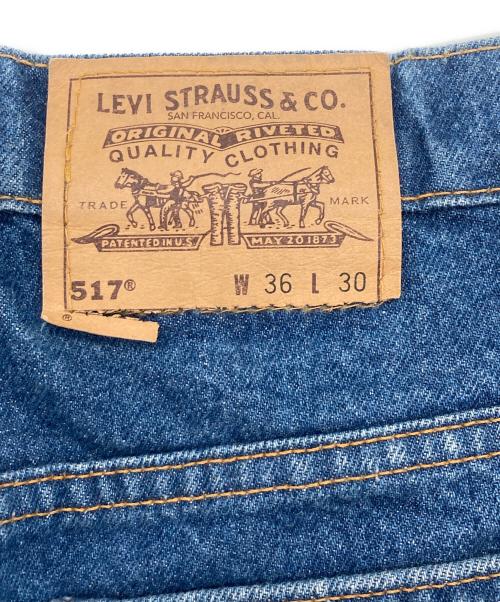 LEVI STRAUSS & CO.
SAN FRANCISCO, CAL.
ORIGINAL RIVETED
QUALITY CLOTHING
TRADE MARK
PATENTED IN U.S. MAY 20 1873
517® W 36 L 30
®